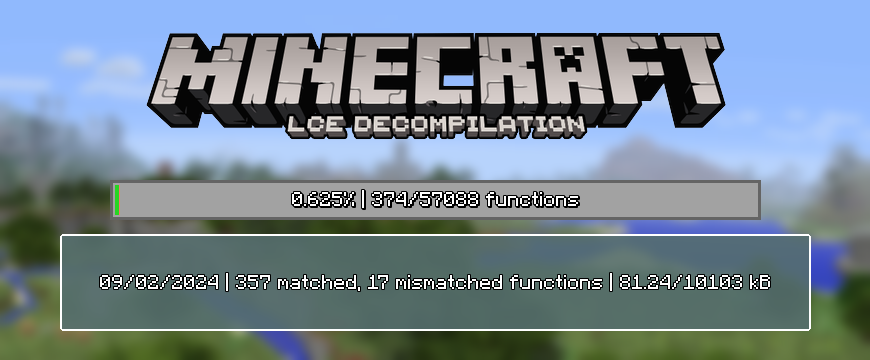 MINECRAFT
LCE DECOMPILATION
0.625% | 374/57088 functions
09/02/2024 | 357 matched, 17 mismatched functions | 81.24/10103 kB